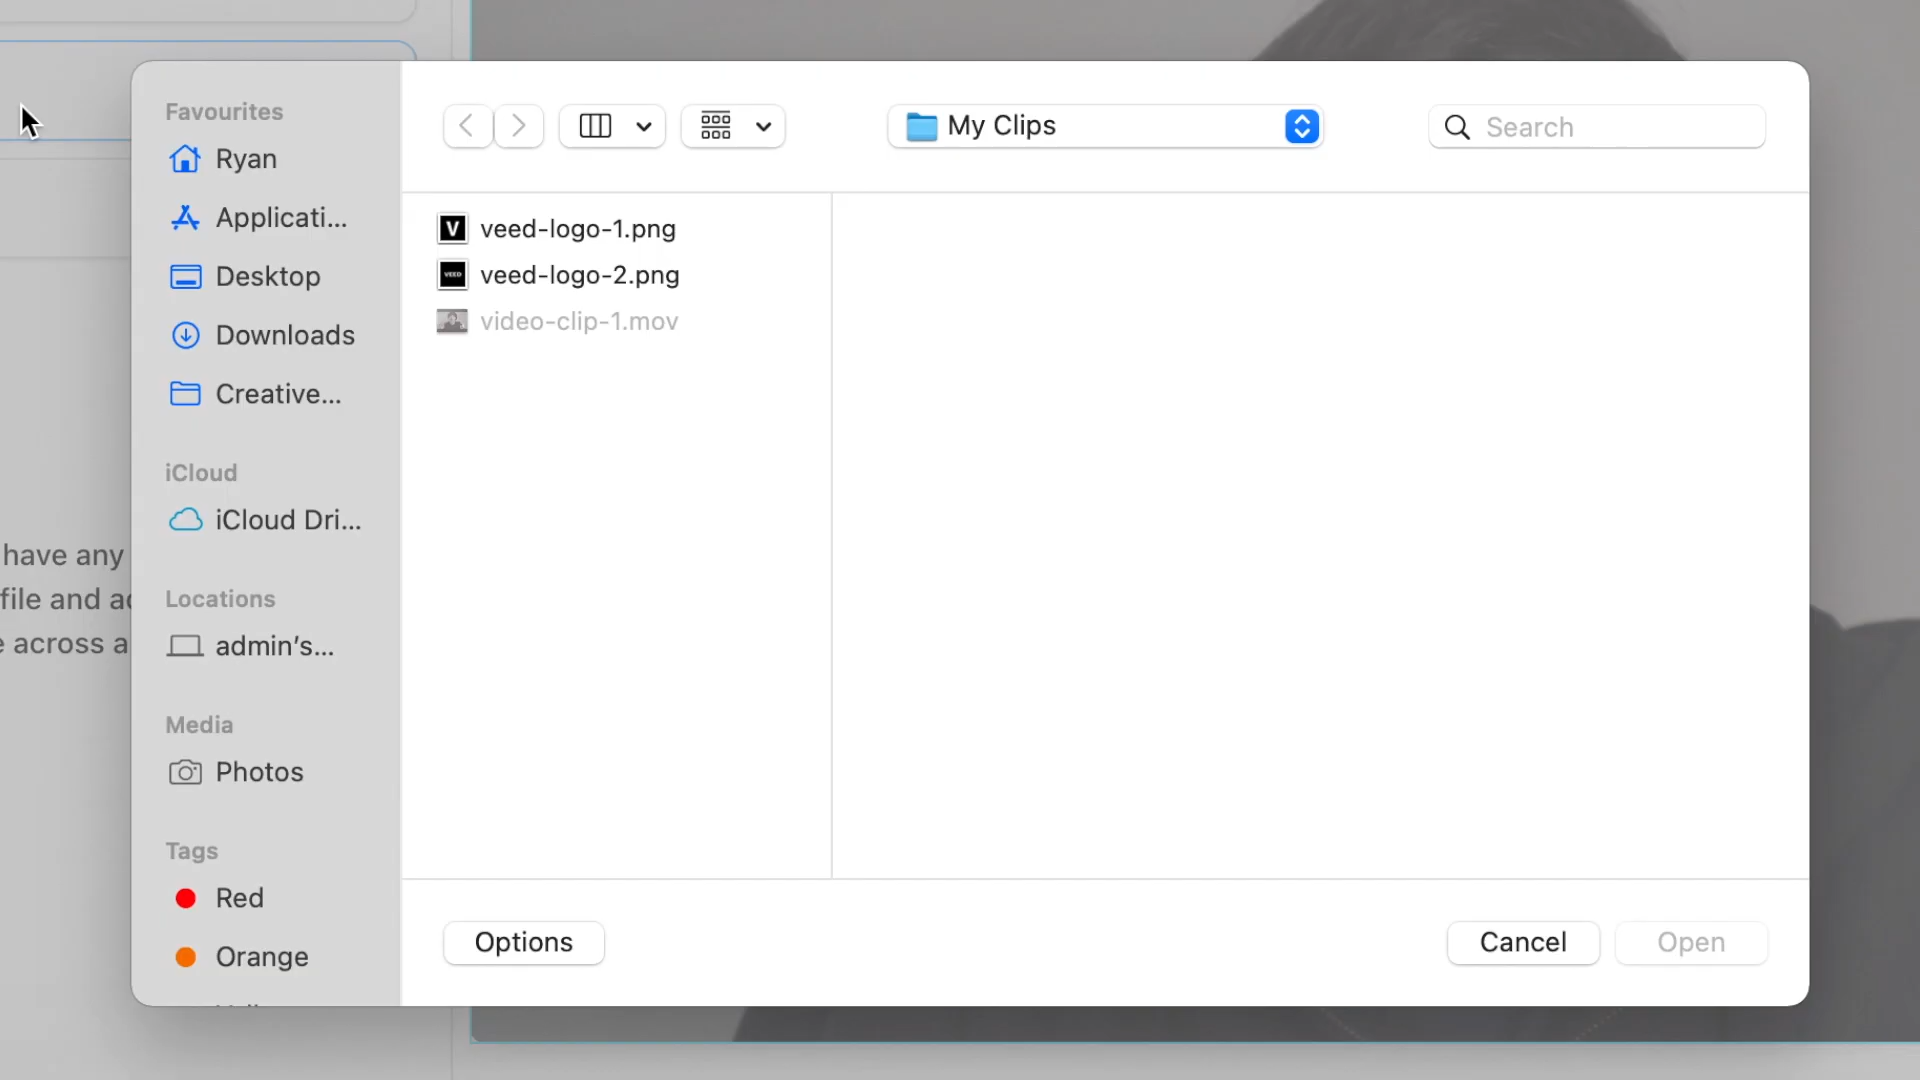 Favourites
Ryan
Applicati...
Desktop
Downloads
Creative...
iCloud
iCloud Dri...
Locations
admin's...
Media
Photos
Tags
Red
Orange
My Clips
Search
veed-logo-1.png
veed-logo-2.png
video-clip-1.mov
Options
Cancel
Open
have any
file and
across a
V
VEED